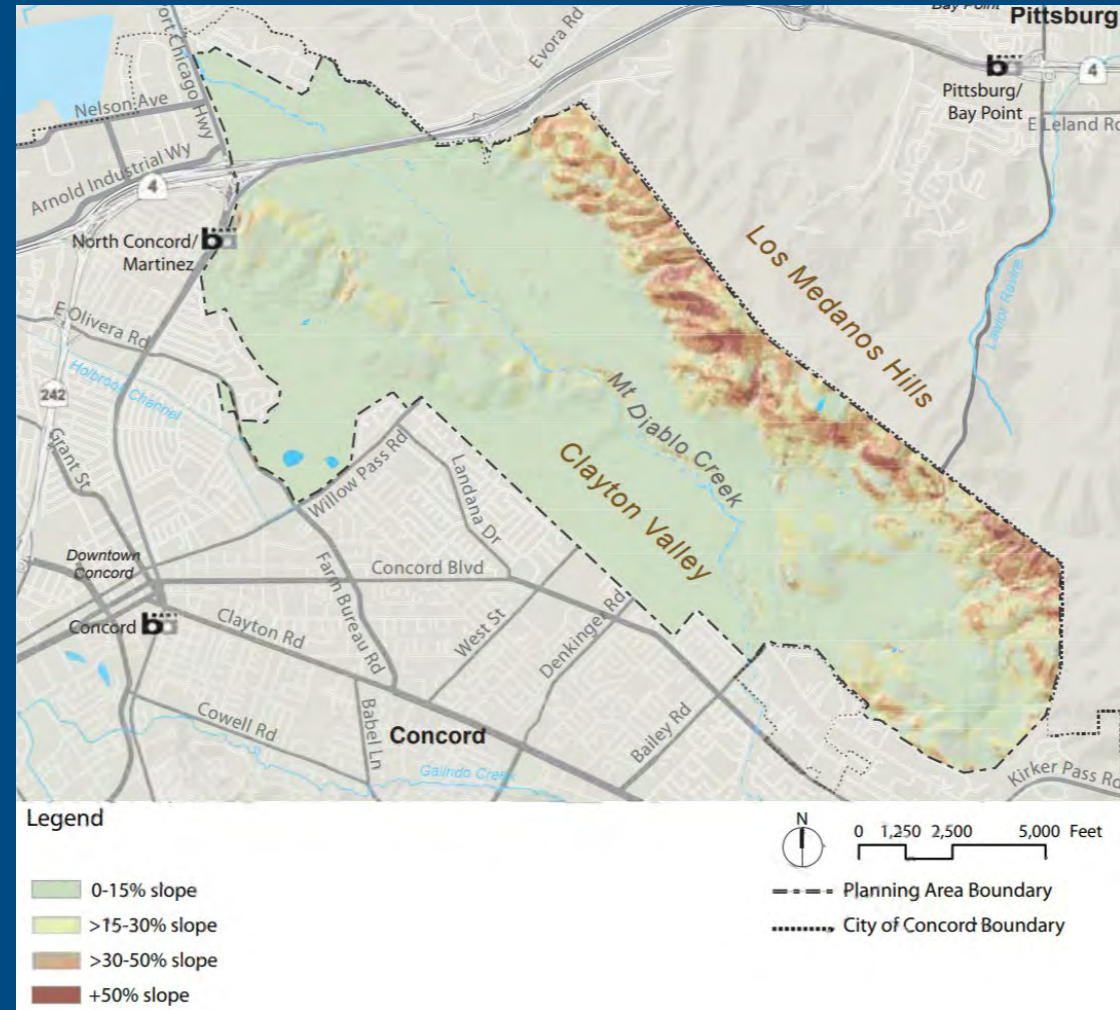 Bay Point
Pittsburg
Port Chicago Hwy
Evora Rd
4
Pittsburg/
Bay Point
E Leland Rd
Nelson Ave
Arnold Industrial Wy
4
North Concord/
Martinez
Los Medanos Hills
Lawlor Ravine
E Olivera Rd
Holbrook Channel
242
Grant St
Mt Diablo Creek
Clayton Valley
Willow Pass Rd
Landana Dr
Downtown
Concord
Concord Blvd
Farm Bureau Rd
West St
Denkinger Rd
Concord
Clayton Rd
Cowell Rd
Babel Ln
Concord
Bailey Rd
Galindo Creek
Kirker Pass Rd
Legend
N
0 1,250 2,500 5,000 Feet
0-15% slope
>15-30% slope
>30-50% slope
+50% slope
Planning Area Boundary
City of Concord Boundary